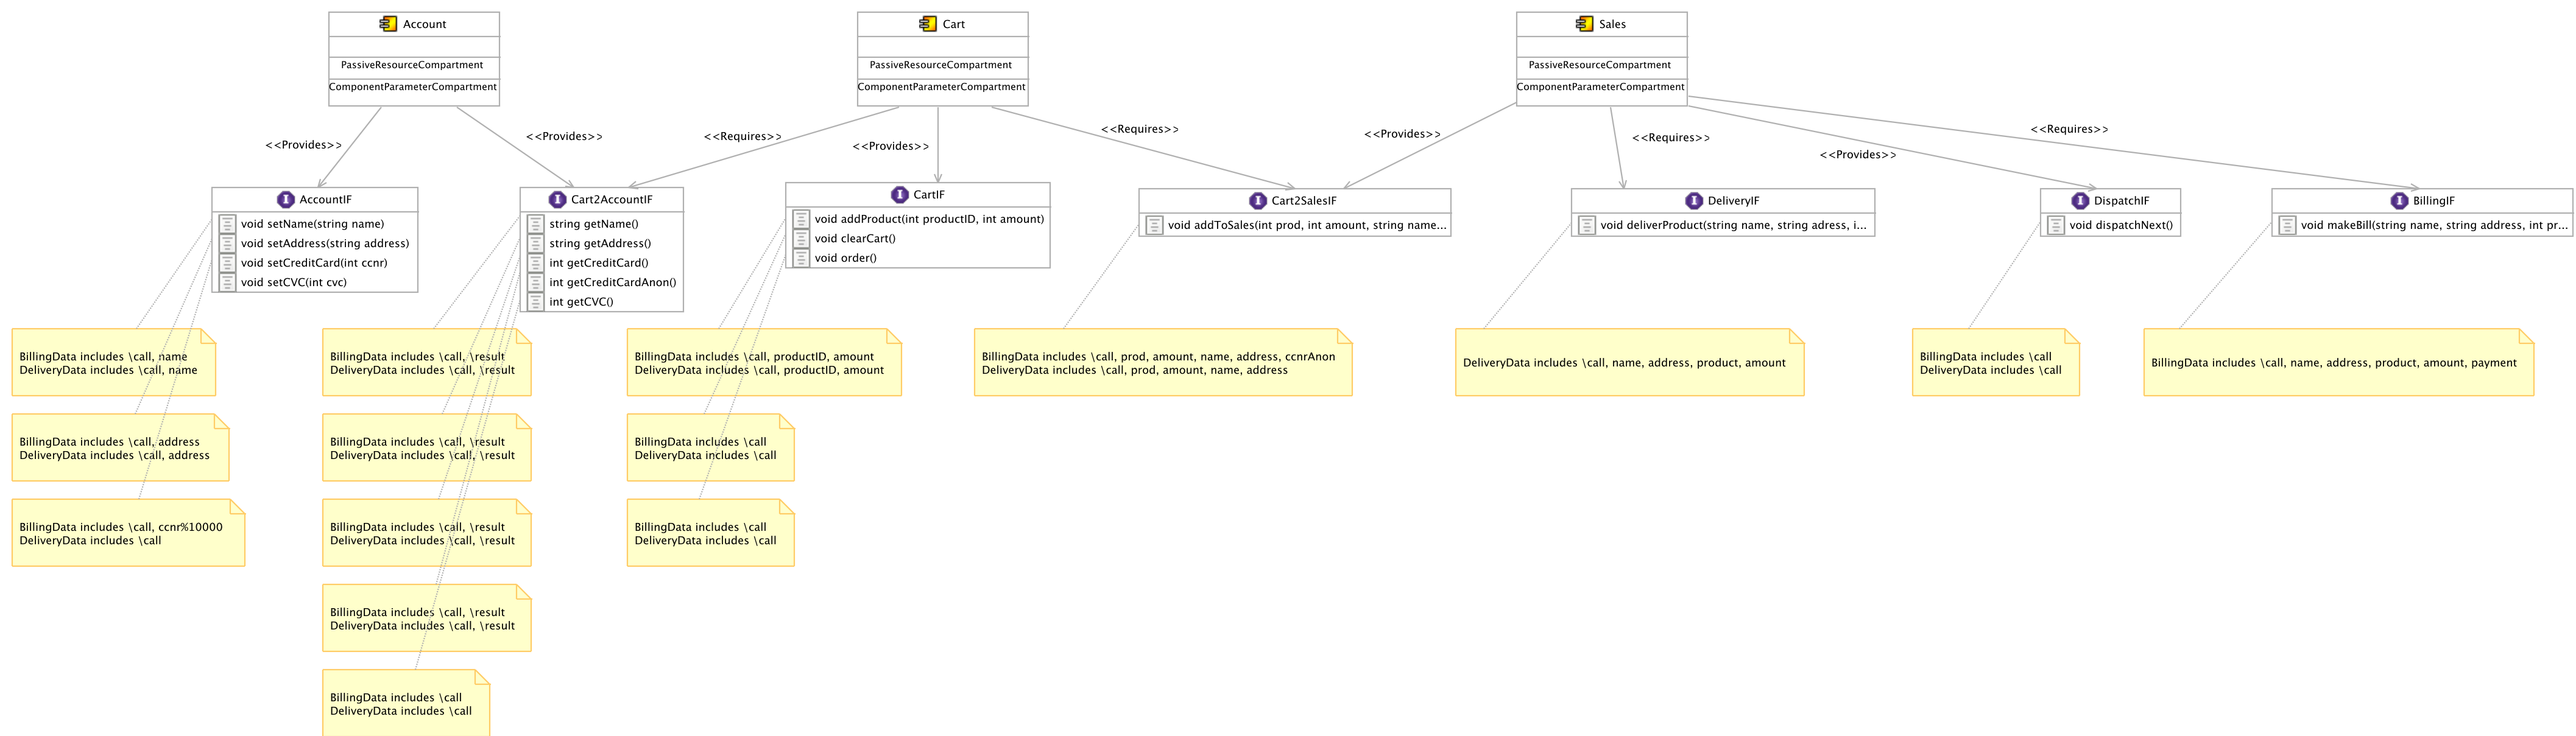 Account
PassiveResourceCompartment
ComponentParameterCompartment
Cart
PassiveResourceCompartment
ComponentParameterCompartment
Sales
PassiveResourceCompartment
ComponentParameterCompartment
<<Provides>>
<<Provides>>
<<Requires>>
<<Provides>>
<<Requires>>
<<Provides>>
<<Requires>>
<<Provides>>
<<Requires>>
AccountIF
void setName(string name)
void setAddress(string address)
void setCreditCard(int ccnr)
void setCVC(int cvc)
Cart2AccountIF
string getName()
string getAddress()
int getCreditCard()
int getCreditCardAnon()
int getCVC()
CartIF
void addProduct(int productID, int amount)
void clearCart()
void order()
Cart2SalesIF
void addToSales(int prod, int amount, string name...
DeliveryIF
void deliverProduct(string name, string adress, i...
DispatchIF
void dispatchNext()
BillingIF
void makeBill(string name, string address, int pr...
BillingData includes \call, name
DeliveryData includes \call, name
BillingData includes \call, address
DeliveryData includes \call, address
BillingData includes \call, ccnr%10000
DeliveryData includes \call
BillingData includes \call, \result
DeliveryData includes \call, \result
BillingData includes \call, \result
DeliveryData includes \call, \result
BillingData includes \call, \result
DeliveryData includes \call, \result
BillingData includes \call, \result
DeliveryData includes \call, \result
BillingData includes \call
DeliveryData includes \call
BillingData includes \call, productID, amount
DeliveryData includes \call, productID, amount
BillingData includes \call
DeliveryData includes \call
BillingData includes \call
DeliveryData includes \call
BillingData includes \call, prod, amount, name, address, ccnrAnon
DeliveryData includes \call, prod, amount, name, address
DeliveryData includes \call, name, address, product, amount
BillingData includes \call
DeliveryData includes \call
BillingData includes \call, name, address, product, amount, payment